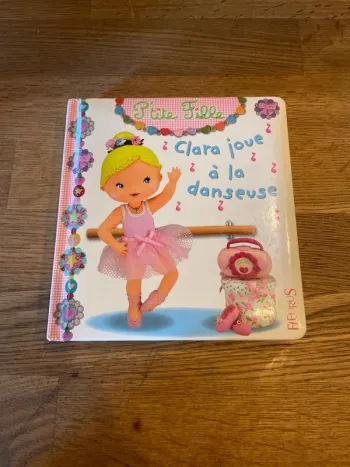 P'tite Fille
Clara joue
à la
danseuse
FLEURUS